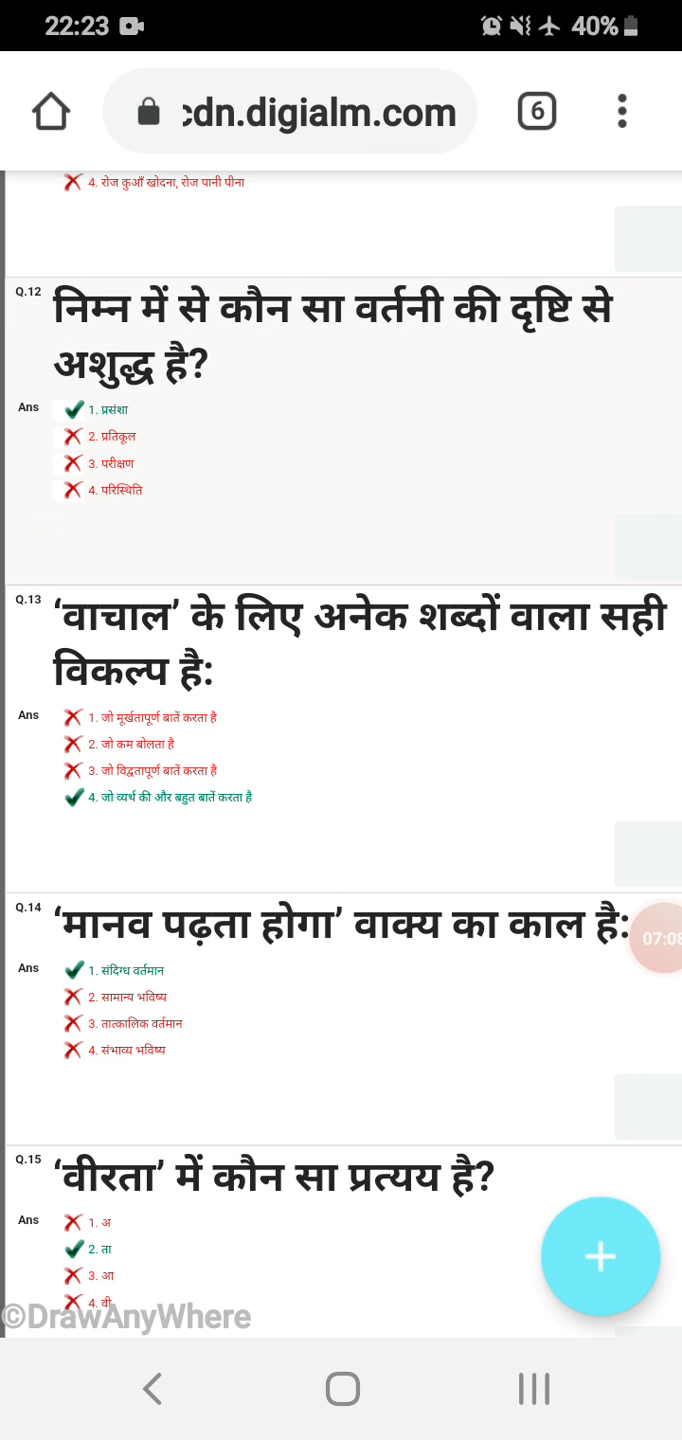 22:23
40%
:dn.digialm.com
6
4. रोज कुआँ खोदना, रोज पानी पीना
Q.12 निम्न में से कौन सा वर्तनी की दृष्टि से
अशुद्ध है?
Ans 1. प्रसंशा
2. प्रतिकूल
3. परीक्षण
4. परिस्थिति
Q.13 ‘वाचाल’ के लिए अनेक शब्दों वाला सही
विकल्प है:
Ans 1. जो मूर्खतापूर्ण बातें करता है
2. जो कम बोलता है
3. जो विद्वतापूर्ण बातें करता है
4. जो व्यर्थ की और बहुत बातें करता है
Q.14 ‘मानव पढ़ता होगा’ वाक्य का काल है:
07:08
Ans 1. संदिग्ध वर्तमान
2. सामान्य भविष्य
3. तात्कालिक वर्तमान
4. संभाव्य भविष्य
Q.15 ‘वीरता’ में कौन सा प्रत्यय है?
Ans 1. अ
2. ता
3. आ
4. वी
©DrawAnyWhere